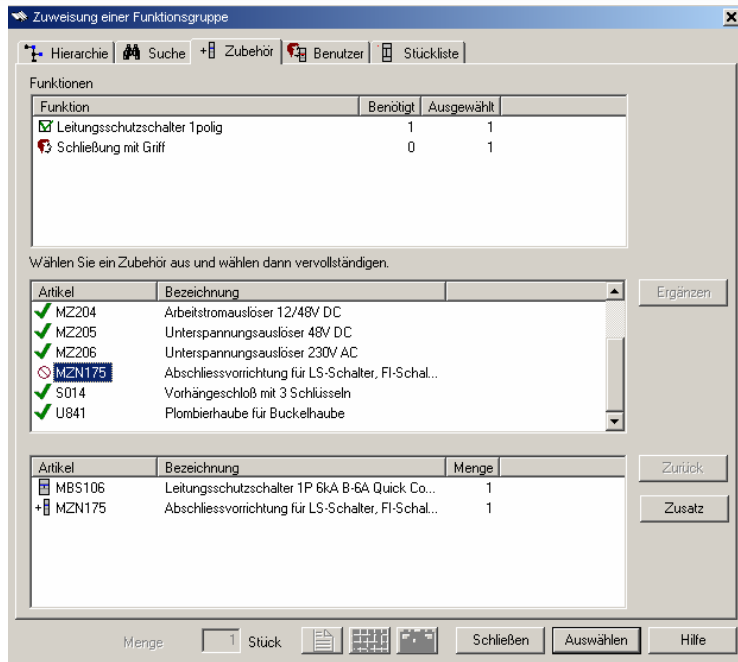 Zuweisung einer Funktionsgruppe
Hierarchie Suche Zubehör Benutzer Stückliste
Funktionen
Funktion Benötigt Ausgewählt
Leitungsschutzschalter 1polig 1 1
Schließung mit Griff 0 1
Wählen Sie ein Zubehör aus und wählen dann vervollständigen.
Artikel Bezeichnung Ergänzen
MZ204 Arbeitstromauslöser 12/48V DC
MZ205 Unterspannungsauslöser 48V DC
MZ206 Unterspannungsauslöser 230V AC
MZN175 Abschliessvorrichtung für LS-Schalter, FI-Schal...
S014 Vorhängeschloß mit 3 Schlüsseln
U841 Plombierhaube für Buckelhaube
Artikel Bezeichnung Menge Zurück
MBS106 Leitungsschutzschalter 1P 6kA B-6A Quick Co... 1
MZN175 Abschliessvorrichtung für LS-Schalter, FI-Schal... 1 Zusatz
Menge 1 Stück Schließen Auswählen Hilfe